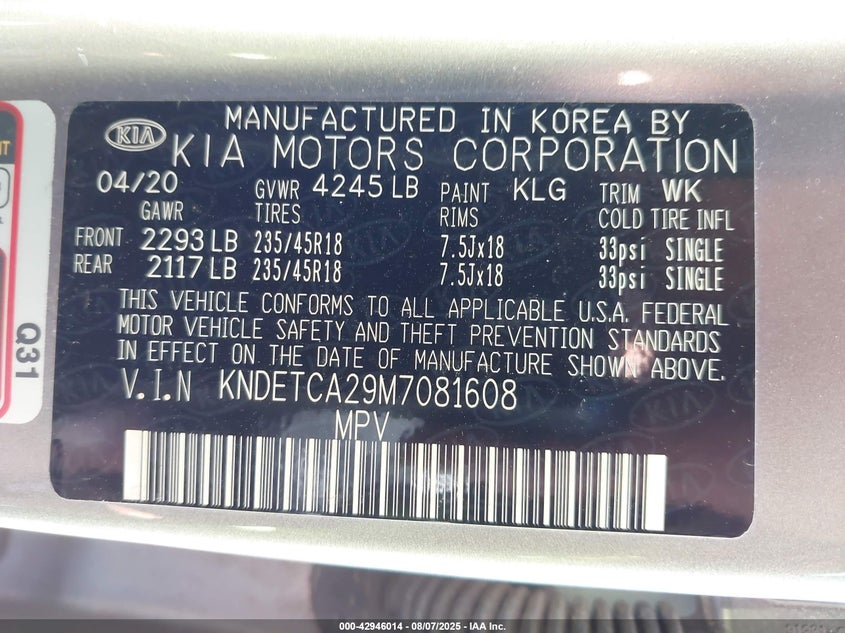 MANUFACTURED IN KOREA BY
KIA KIA MOTORS CORPORATION
04/20 GVWR 4245 LB PAINT KLG TRIM WK
GAWR TIRES RIMS COLD TIRE INFL
FRONT 2293 LB 235/45R18 7.5Jx18 33psi SINGLE
REAR 2117 LB 235/45R18 7.5Jx18 33psi SINGLE
THIS VEHICLE CONFORMS TO ALL APPLICABLE U.S.A. FEDERAL
MOTOR VEHICLE SAFETY AND THEFT PREVENTION STANDARDS
IN EFFECT ON THE DATE OF MANUFACTURE SHOWN ABOVE.
V.I.N KNDETCA29M7081608
MPV
Q31
000-42946014 - 08/07/2025 - IAA Inc.